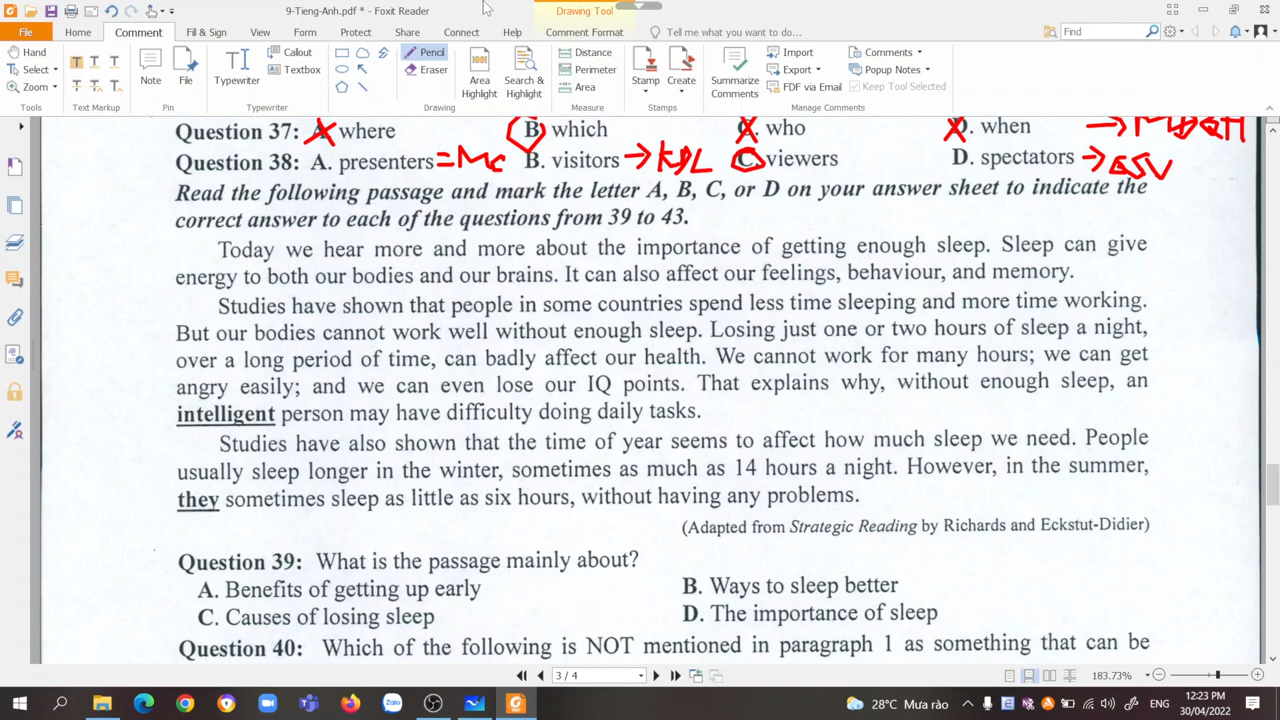 9-Tieng-Anh.pdf * - Foxit Reader
Drawing Tool
File Home Comment Fill & Sign View Form Protect Share Connect Help Comment Format Tell me what you want to do... Find
Hand Select Zoom Tools
Text Markup
Note File Pin
Typewriter Callout Textbox Typewriter
Pencil Eraser Drawing
Area Highlight Search & Highlight
Distance Perimeter Area Measure
Stamp Create Stamps
Summarize Comments Import Export FDF via Email Comments Popup Notes Keep Tool Selected Manage Comments
Question 37: A. where B. which C. who D. when
Question 38: A. presenters =MC B. visitors → KDL C. viewers D. spectators →
Read the following passage and mark the letter A, B, C, or D on your answer sheet to indicate the
correct answer to each of the questions from 39 to 43.
Today we hear more and more about the importance of getting enough sleep. Sleep can give
energy to both our bodies and our brains. It can also affect our feelings, behaviour, and memory.
Studies have shown that people in some countries spend less time sleeping and more time working.
But our bodies cannot work well without enough sleep. Losing just one or two hours of sleep a night,
over a long period of time, can badly affect our health. We cannot work for many hours; we can get
angry easily; and we can even lose our IQ points. That explains why, without enough sleep, an
intelligent person may have difficulty doing daily tasks.
Studies have also shown that the time of year seems to affect how much sleep we need. People
usually sleep longer in the winter, sometimes as much as 14 hours a night. However, in the summer,
they sometimes sleep as little as six hours, without having any problems.
(Adapted from Strategic Reading by Richards and Eckstut-Didier)
Question 39: What is the passage mainly about?
A. Benefits of getting up early B. Ways to sleep better
C. Causes of losing sleep D. The importance of sleep
Question 40: Which of the following is NOT mentioned in paragraph 1 as something that can be
3 / 4 183.73%
Zalo 28°C Mưa rào ENG 12:23 PM
30/04/2022